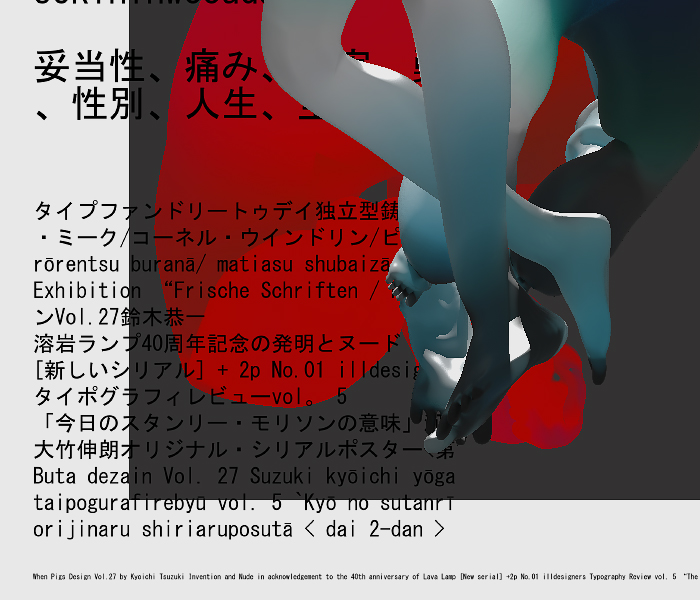 妥当性、痛み、
、性別、人生、
タイプファンドリートゥデイ独立型鋳
・ミーク/コーネル・ウインドリン/ピ
rōrentsu buranā/ matiasu shubaizā
Exhibition “Frische Schriften /
ンVol.27鈴木恭一
溶岩ランプ40周年記念の発明とヌード
[新しいシリアル] + 2p No.01 illdesig
タイポグラフィレビューvol。 5
「今日のスタンリー・モリソンの意味」
大竹伸朗オリジナル・シリアルポスター<第
Buta dezain Vol. 27 Suzuki kyōichi yōga
taipogurafirebyū vol. 5 `Kyō no sutanrī
orijinaru shiriaruposutā < dai 2-dan >
When Pigs Design Vol.27 by Kyoichi Tsuzuki Invention and Nude in acknowledgement to the 40th anniversary of Lava Lamp [New serial] +2p No.01 illdesigners Typography Review vol. 5 “The